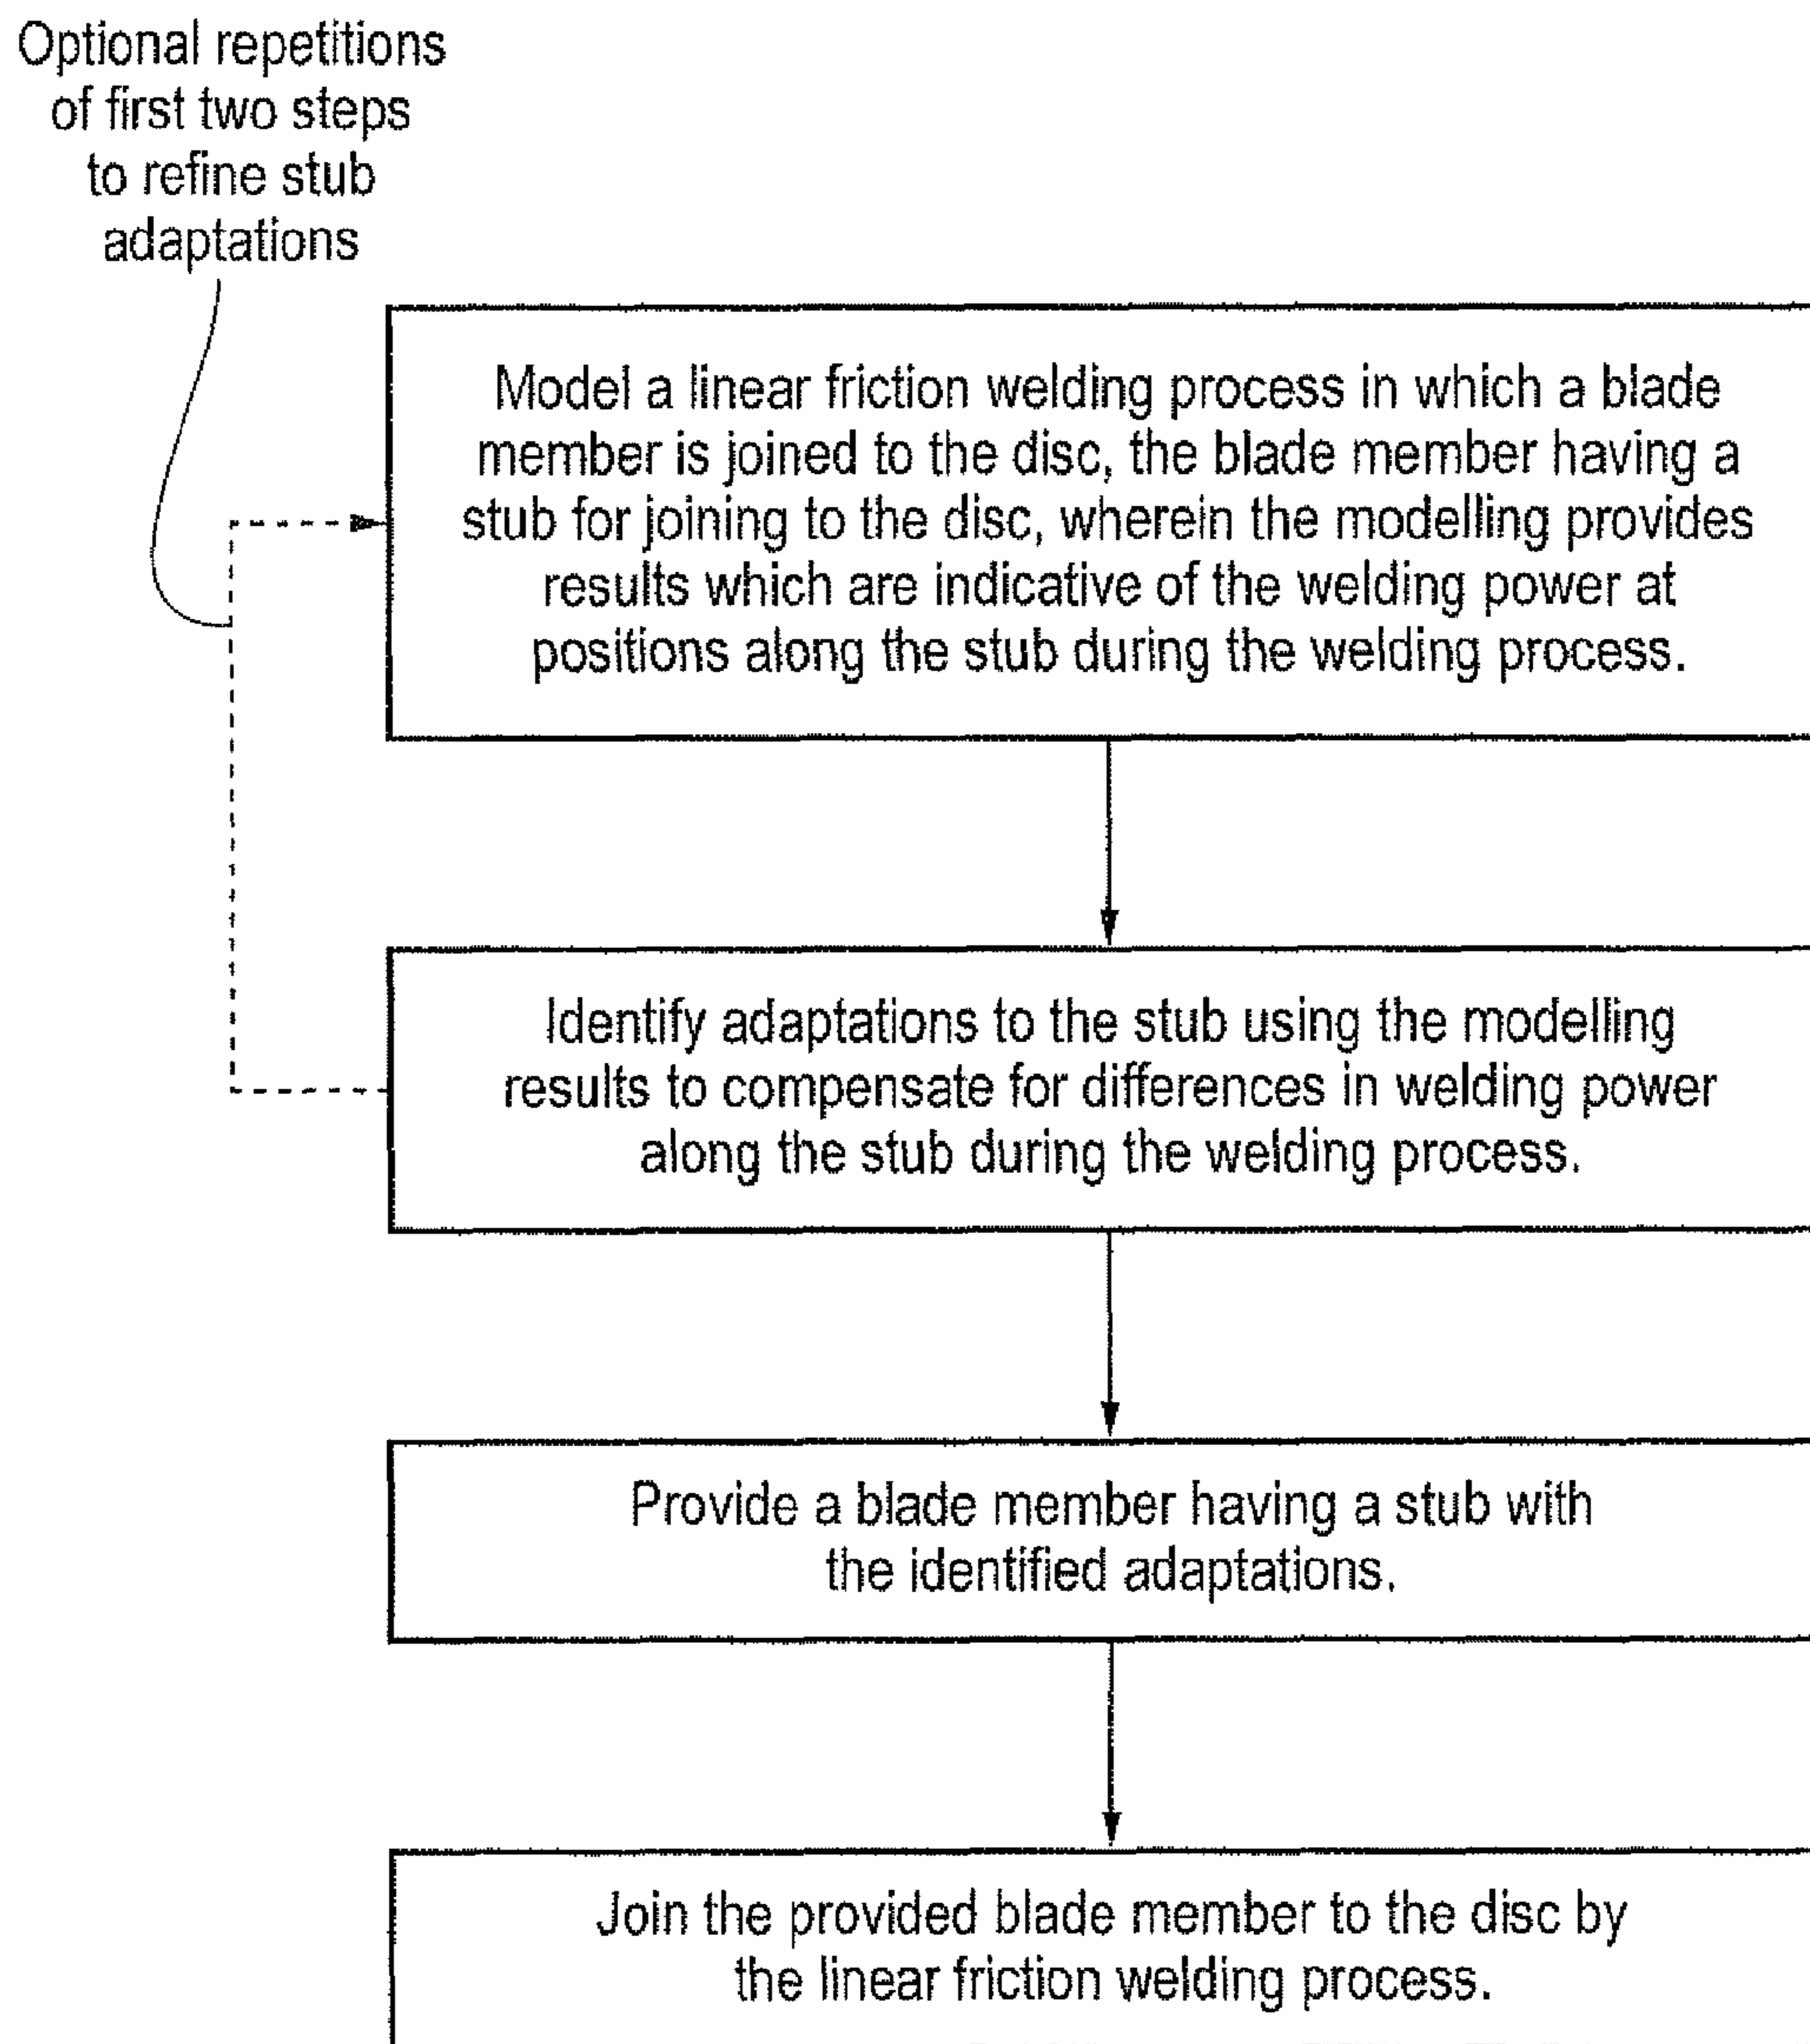 Optional repetitions
of first two steps
to refine stub
adaptations
Model a linear friction welding process in which a blade
member is joined to the disc, the blade member having a
stub for joining to the disc, wherein the modelling provides
results which are indicative of the welding power at
positions along the stub during the welding process.
Identify adaptations to the stub using the modelling
results to compensate for differences in welding power
along the stub during the welding process.
Provide a blade member having a stub with
the identified adaptations.
Join the provided blade member to the disc by
the linear friction welding process.